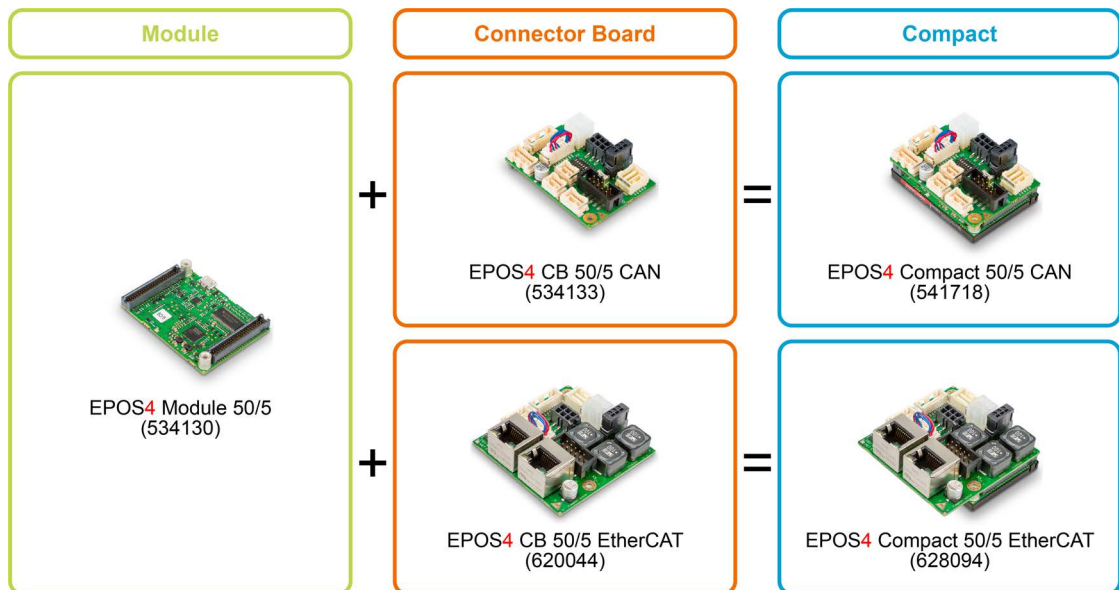 Module
Connector Board
Compact
EPOS4 Module 50/5
(534130)
+
EPOS4 CB 50/5 CAN
(534133)
=
EPOS4 Compact 50/5 CAN
(541718)
+
EPOS4 CB 50/5 EtherCAT
(620044)
=
EPOS4 Compact 50/5 EtherCAT
(628094)